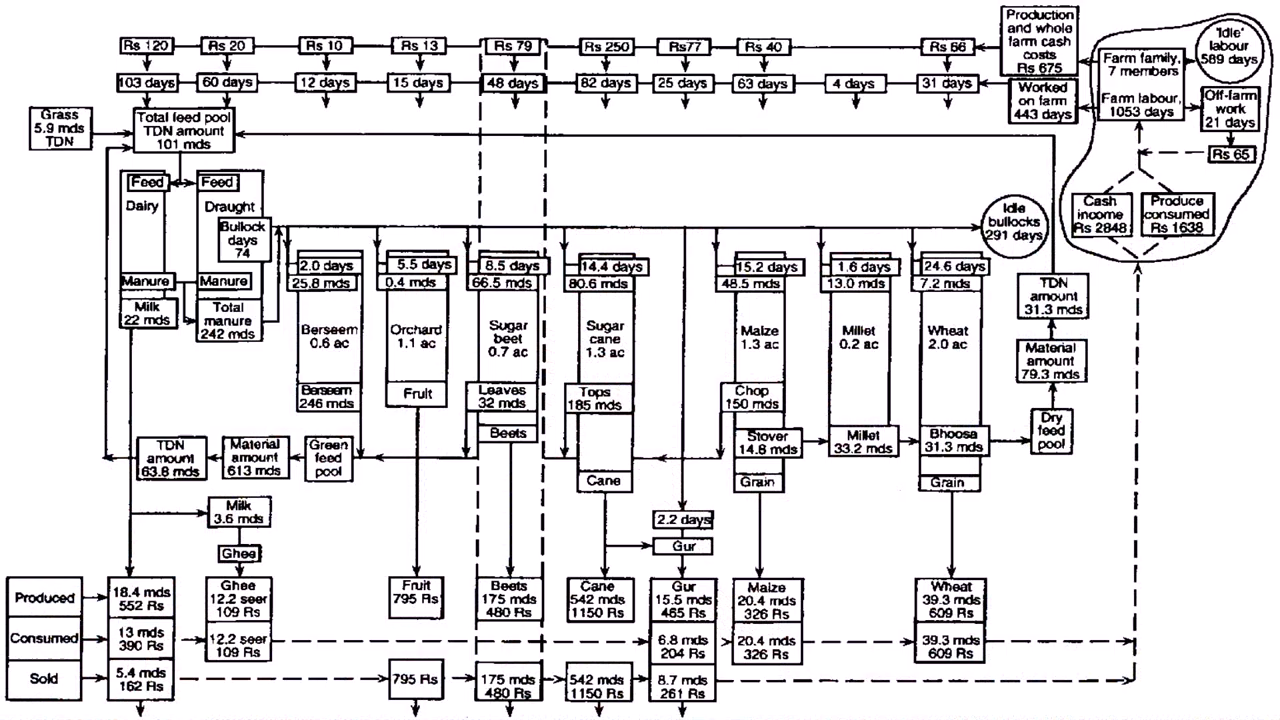 Production
and whole
farm cash
costs
Rs 675
Rs 120
Rs 20
Rs 10
Rs 13
Rs 79
Rs 250
Rs77
Rs 40
Rs 66
103 days
60 days
12 days
15 days
48 days
82 days
25 days
63 days
4 days
31 days
Worked
on farm
443 days
Farm family,
7 members
Farm labour,
1053 days
'Idle'
labour
589 days
Off-farm
work
21 days
Rs 65
Cash
income
Rs 2848
Produce
consumed
Rs 1638
Grass
5.9 mds
TDN
Total feed pool
TDN amount
101 mds
Feed
Dairy
Manure
Milk
22 mds
Feed
Draught
Bullock
days
74
Manure
Total
manure
242 mds
Idle
bullocks
291 days
2.0 days
25.8 mds
Berseem
0.6 ac
Berseem
246 mds
5.5 days
0.4 mds
Orchard
1.1 ac
Fruit
8.5 days
66.5 mds
Sugar
beet
0.7 ac
Leaves
32 mds
Beets
14.4 days
80.6 mds
Sugar
cane
1.3 ac
Tops
185 mds
Cane
15.2 days
48.5 mds
Maize
1.3 ac
Chop
150 mds
Stover
14.8 mds
Grain
1.6 days
13.0 mds
Millet
0.2 ac
Millet
33.2 mds
24.6 days
7.2 mds
Wheat
2.0 ac
Bhoosa
31.3 mds
Grain
TDN
amount
31.3 mds
Material
amount
79.3 mds
Dry
feed
pool
TDN
amount
63.8 mds
Material
amount
613 mds
Green
feed
pool
Milk
3.6 mds
Ghee
2.2 days
Gur
Produced
18.4 mds
552 Rs
Ghee
12.2 seer
109 Rs
Fruit
795 Rs
Beets
175 mds
480 Rs
Cane
542 mds
1150 Rs
Gur
15.5 mds
465 Rs
Maize
20.4 mds
326 Rs
Wheat
39.3 mds
609 Rs
Consumed
13 mds
390 Rs
12.2 seer
109 Rs
6.8 mds
204 Rs
20.4 mds
326 Rs
39.3 mds
609 Rs
Sold
5.4 mds
162 Rs
795 Rs
175 mds
480 Rs
542 mds
1150 Rs
8.7 mds
261 Rs